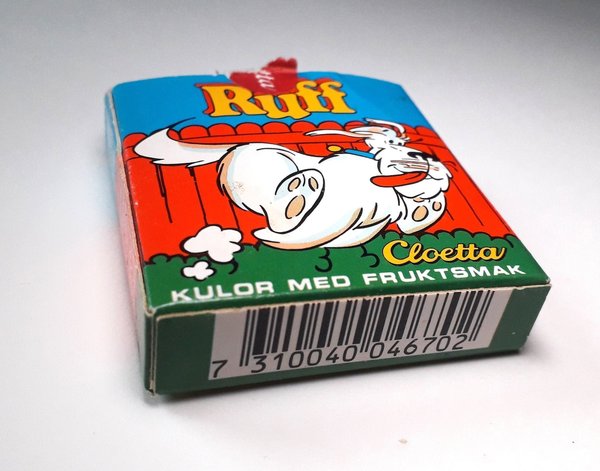 Ruff
Cloetta
KULOR MED FRUKTSMAK
7 310040 046702